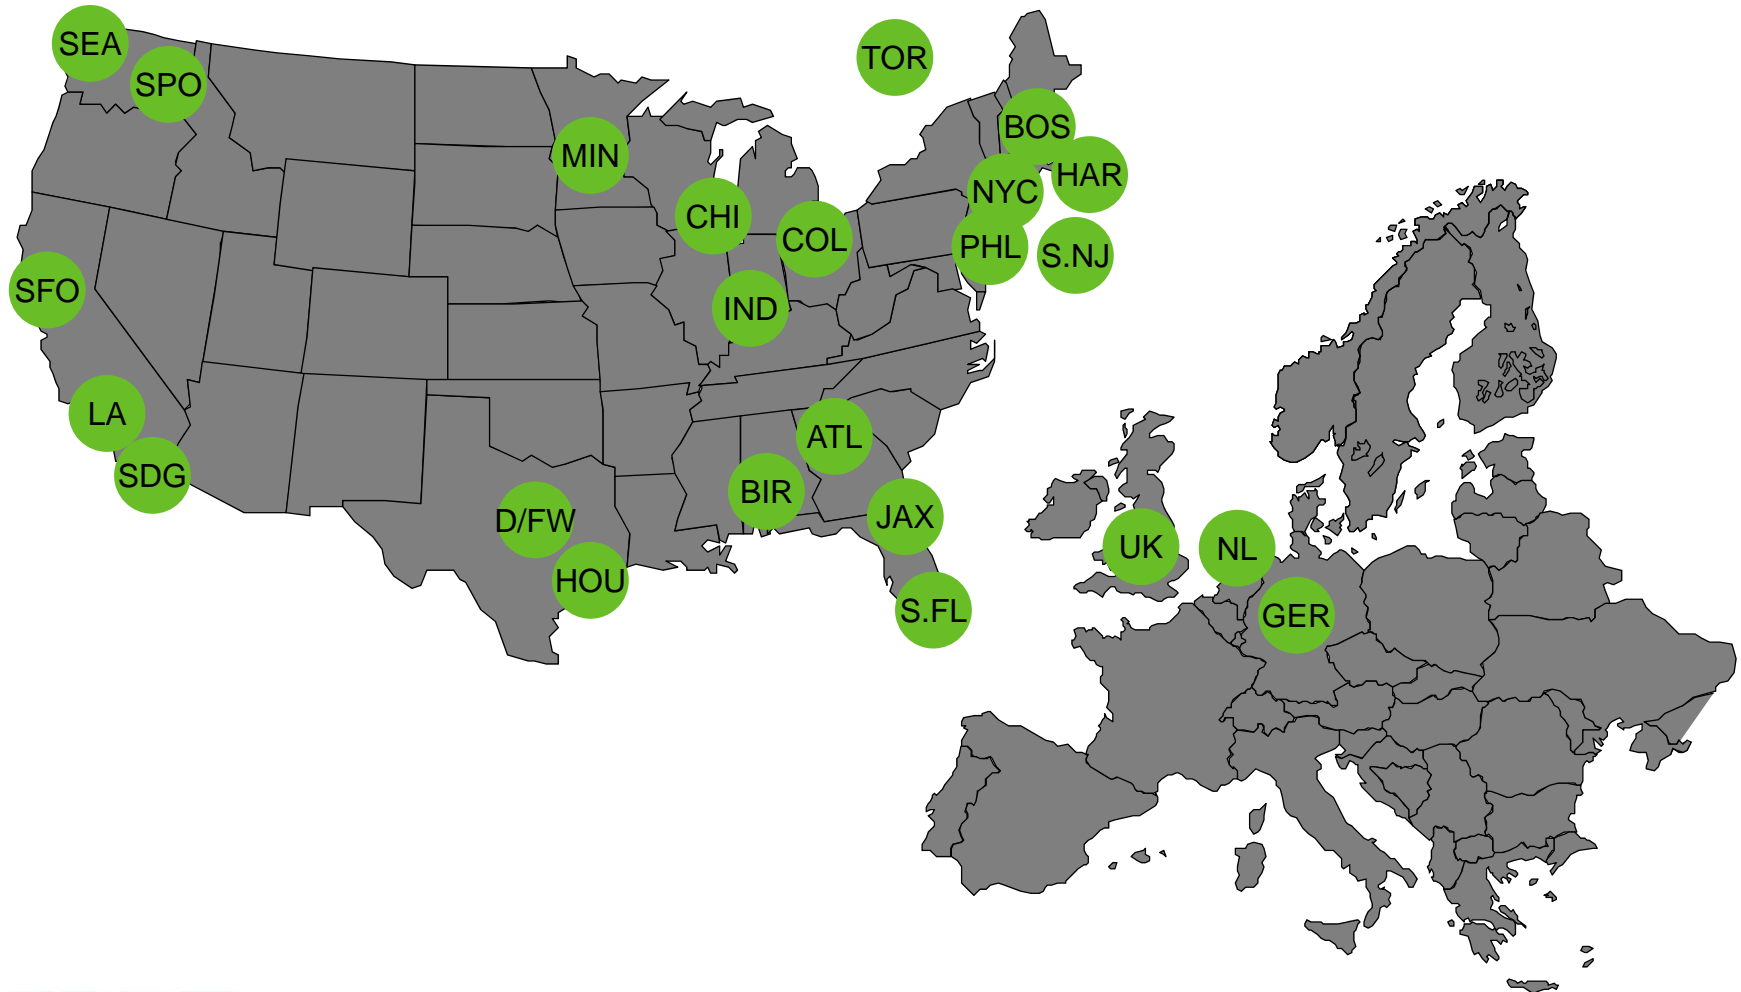 SEA
TOR
SPO
BOS
MIN
HAR
NYC
CHI
COL
PHL
S.NJ
SFO
IND
LA
ATL
SDG
BIR
D/FW
JAX
UK
NL
HOU
S.FL
GER